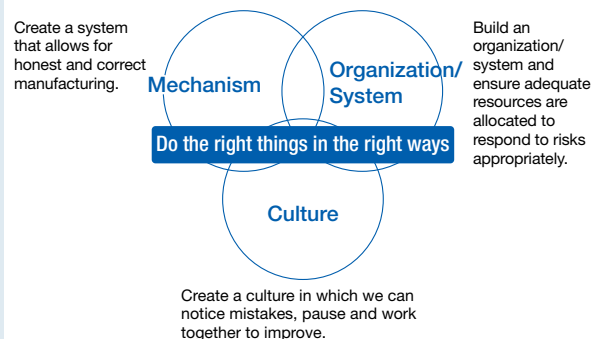 Create a system
that allows for
honest and correct
manufacturing.
Mechanism
Organization/
System
Build an
organization/
system and
ensure adequate
resources are
allocated to
respond to risks
appropriately.
Do the right things in the right ways
Culture
Create a culture in which we can
notice mistakes, pause and work
together to improve.